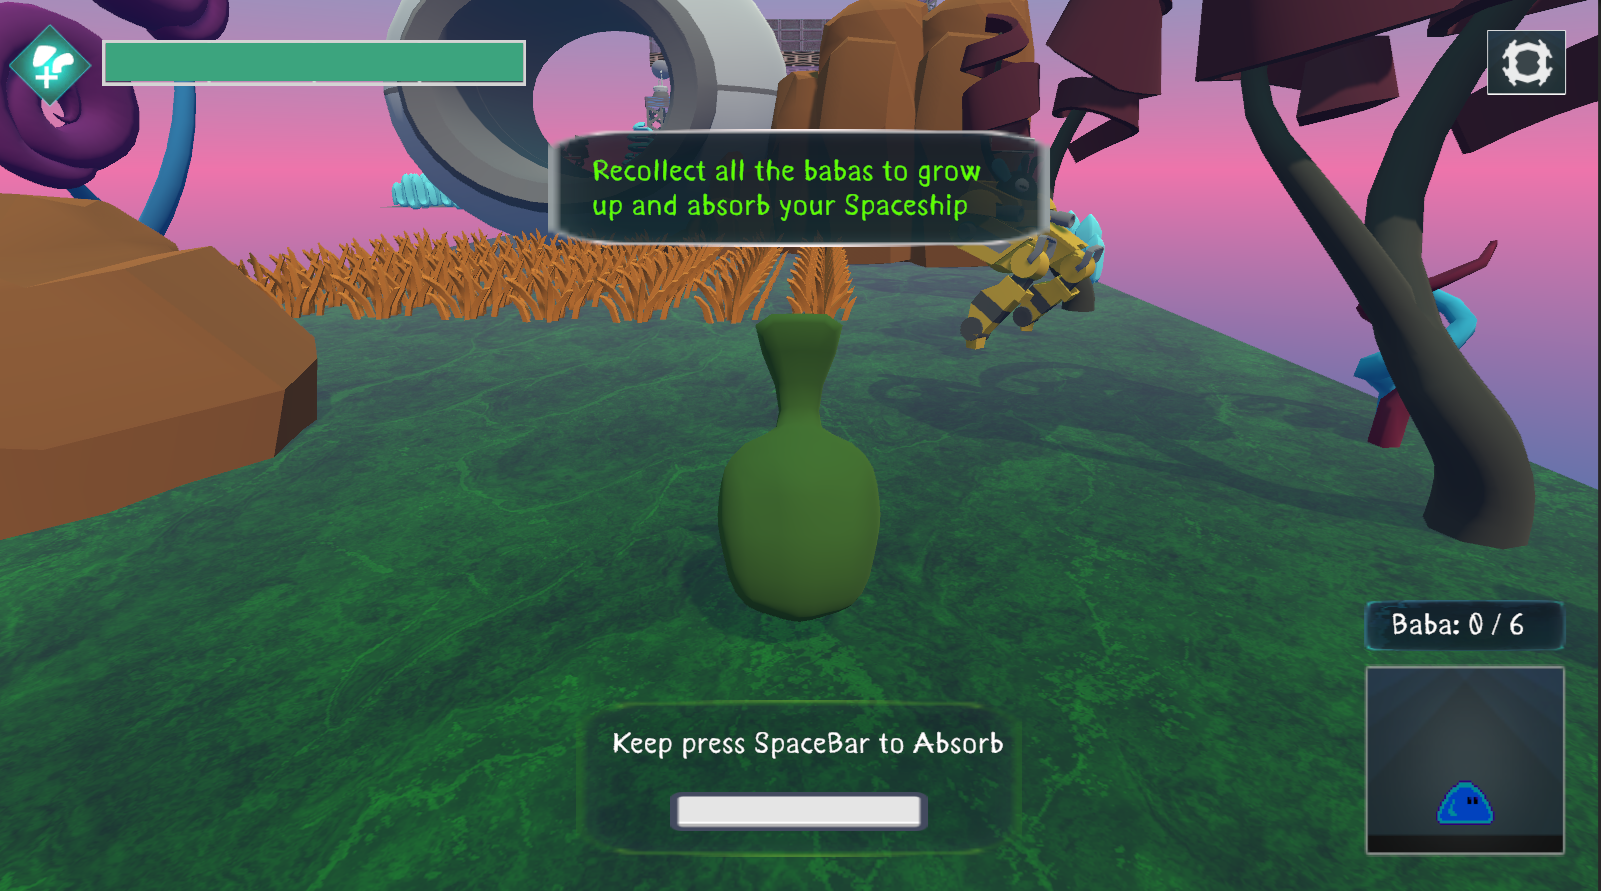 Recollect all the babas to grow
up and absorb your Spaceship
Baba: 0 / 6
Keep press SpaceBar to Absorb